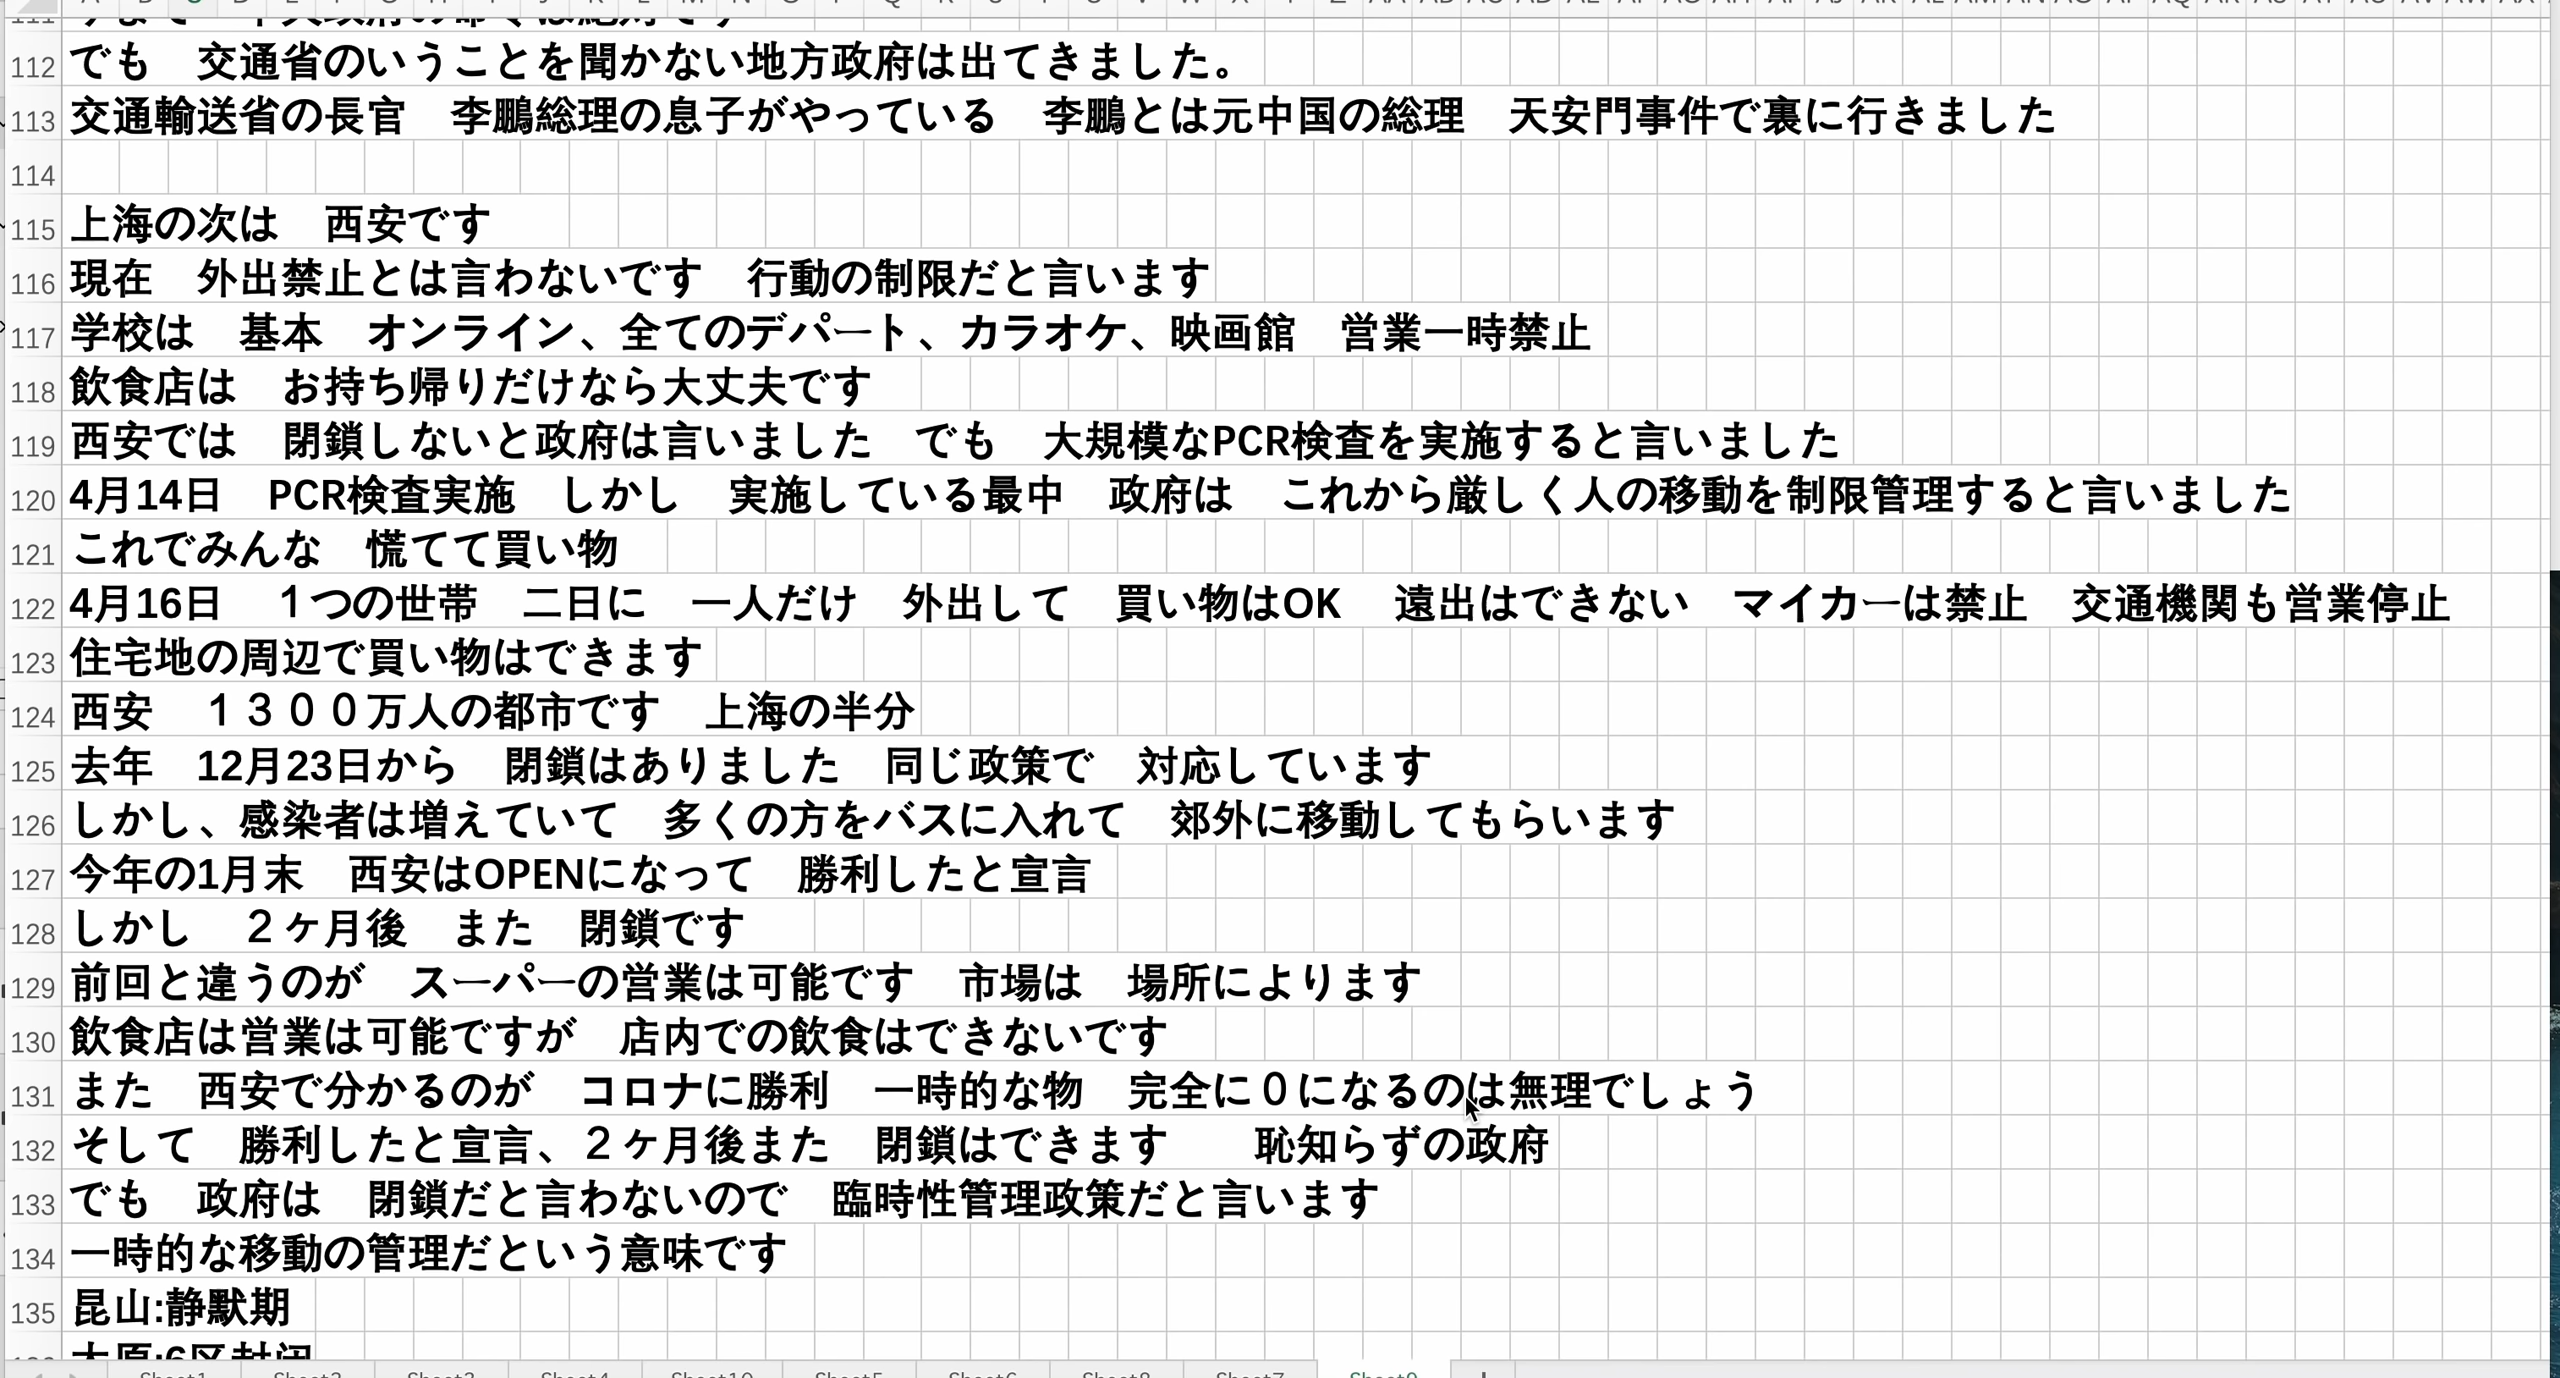 112 でも　交通省のいうことを聞かない地方政府は出てきました。
113 交通輸送省の長官　李鵬総理の息子がやっている　李鵬とは元中国の総理　天安門事件で裏に行きました
114
115 上海の次は　西安です
116 現在　外出禁止とは言わないです　行動の制限だと言います
117 学校は　基本　オンライン、全てのデパート、カラオケ、映画館　営業一時禁止
118 飲食店は　お持ち帰りだけなら大丈夫です
119 西安では　閉鎖しないと政府は言いました　でも　大規模なPCR検査を実施すると言いました
120 4月14日　PCR検査実施　しかし　実施している最中　政府は　これから厳しく人の移動を制限管理すると言いました
121 これでみんな　慌てて買い物
122 4月16日　１つの世帯　二日に　一人だけ　外出して　買い物はOK　遠出はできない　マイカーは禁止　交通機関も営業停止
123 住宅地の周辺で買い物はできます
124 西安　１３００万人の都市です　上海の半分
125 去年　12月23日から　閉鎖はありました　同じ政策で　対応しています
126 しかし、感染者は増えていて　多くの方をバスに入れて　郊外に移動してもらいます
127 今年の1月末　西安はOPENになって　勝利したと宣言
128 しかし　２ヶ月後　また　閉鎖です
129 前回と違うのが　スーパーの営業は可能です　市場は　場所によります
130 飲食店は営業は可能ですが　店内での飲食はできないです
131 また　西安で分かるのが　コロナに勝利　一時的な物　完全に０になるのは無理でしょう
132 そして　勝利したと宣言、２ヶ月後また　閉鎖はできます　　恥知らずの政府
133 でも　政府は　閉鎖だと言わないので　臨時性管理政策だと言います
134 一時的な移動の管理だという意味です
135 昆山:静默期